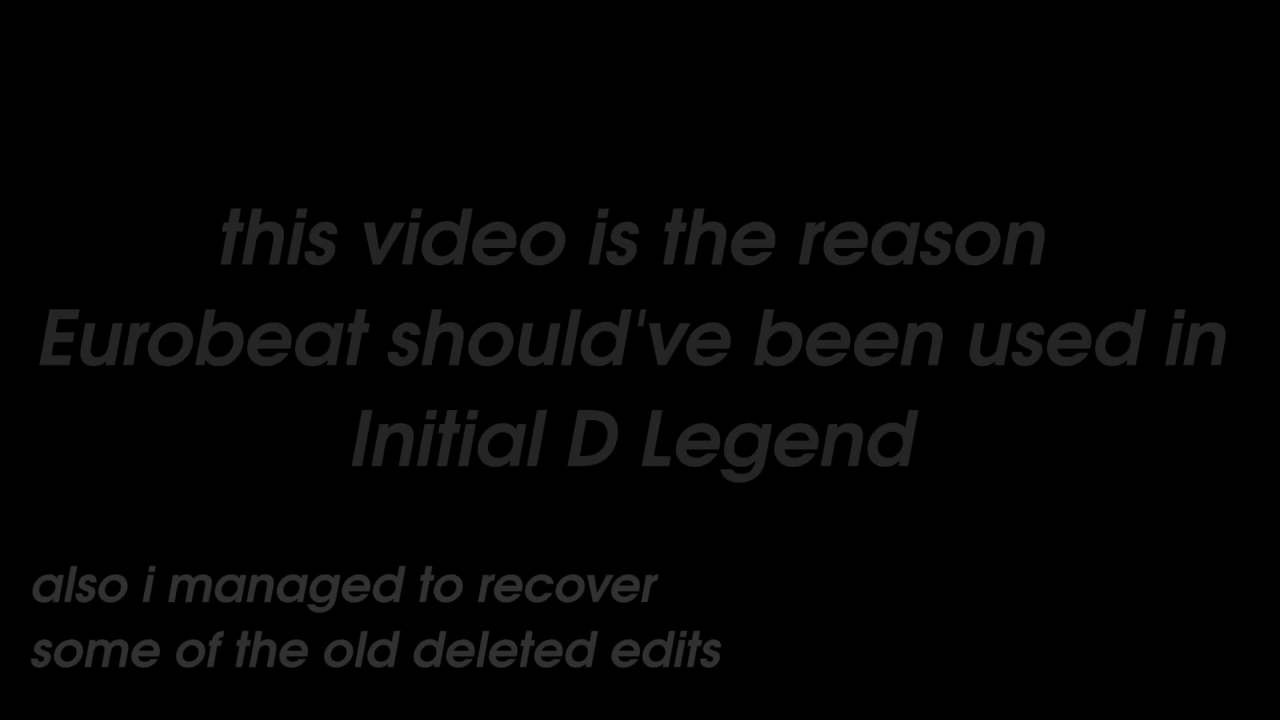 this video is the reason
Eurobeat should've been used in
Initial D Legend
also i managed to recover
some of the old deleted edits